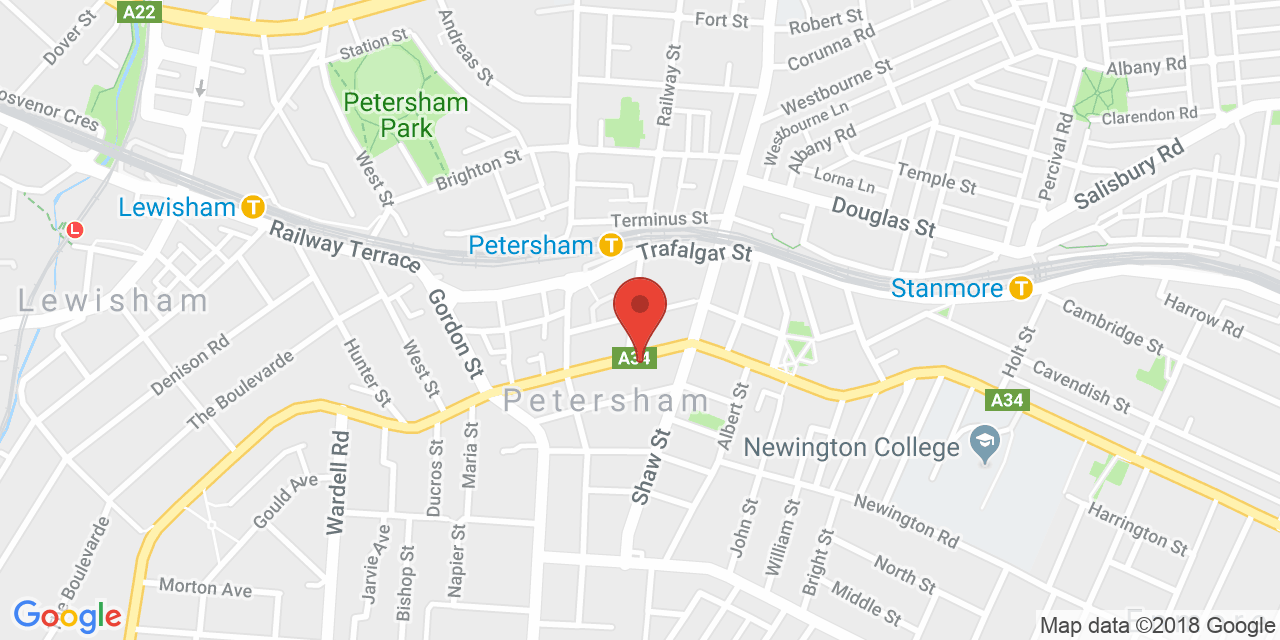 A22
Dover St
Station St
Andreas St
Fort St
Robert St
Corunna Rd
Railway St
Westbourne St
Westbourne Ln
Albany Rd
Albany Rd
Clarendon Rd
Percival Rd
Salisbury Rd
Petersham
Park
osvenor Cres
West St
Brighton St
Temple St
Lorna Ln
Douglas St
Lewisham
T
L
Railway Terrace
Terminus St
Petersham
T
Trafalgar St
Stanmore
T
Lewisham
Gordon St
Harrow Rd
Cambridge St
Denison Rd
The Boulevarde
Hunter St
West St
A34
Holt St
Cavendish St
A34
Petersham
Albert St
Newington College
Shaw St
Wardell Rd
Ducros St
Maria St
Gould Ave
Newington Rd
Harrington St
John St
William St
Bright St
North St
Middle St
Morton Ave
Jarvie Ave
Bishop St
Napier St
e Boulevarde
Google
Map data ©2018 Google